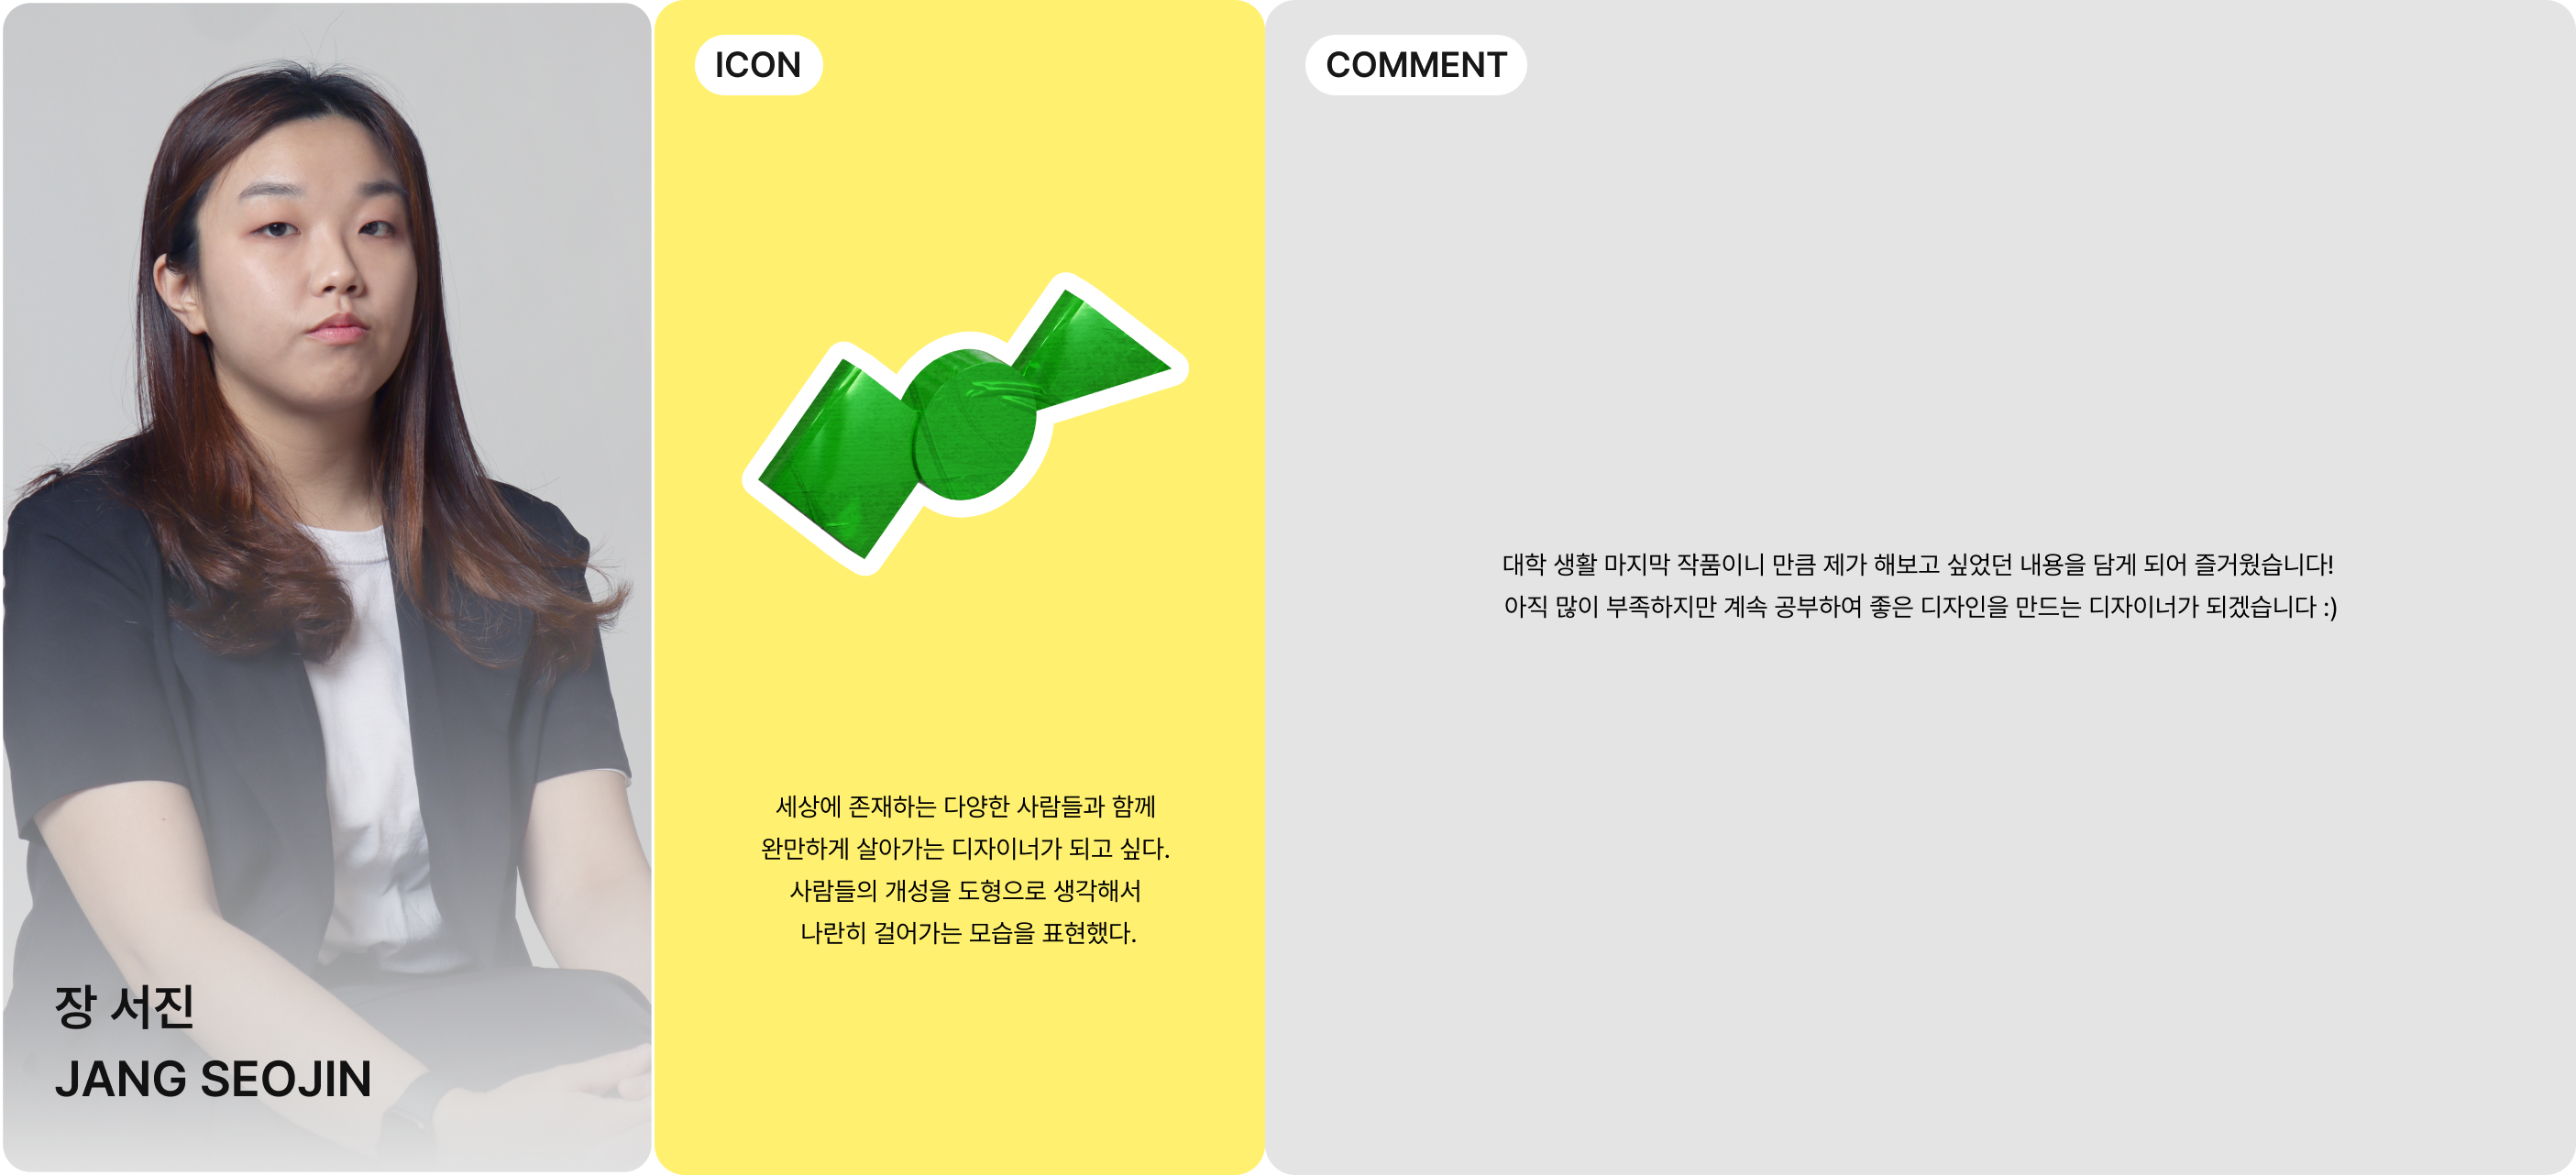 장 서진
JANG SEOJIN
ICON
세상에 존재하는 다양한 사람들과 함께
완만하게 살아가는 디자이너가 되고 싶다.
사람들의 개성을 도형으로 생각해서
나란히 걸어가는 모습을 표현했다.
COMMENT
대학 생활 마지막 작품이니 만큼 제가 해보고 싶었던 내용을 담게 되어 즐거웠습니다!
아직 많이 부족하지만 계속 공부하여 좋은 디자인을 만드는 디자이너가 되겠습니다 :)